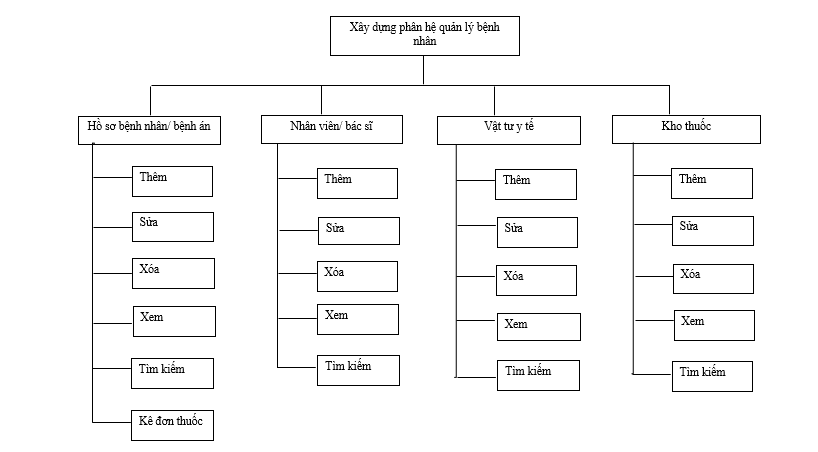 Xây dựng phân hệ quản lý bệnh
nhân
Hồ sơ bệnh nhân/ bệnh án
Thêm
Sửa
Xóa
Xem
Tìm kiếm
Kê đơn thuốc
Nhân viên/ bác sĩ
Thêm
Sửa
Xóa
Xem
Tìm kiếm
Vật tư y tế
Thêm
Sửa
Xóa
Xem
Tìm kiếm
Kho thuốc
Thêm
Sửa
Xóa
Xem
Tìm kiếm